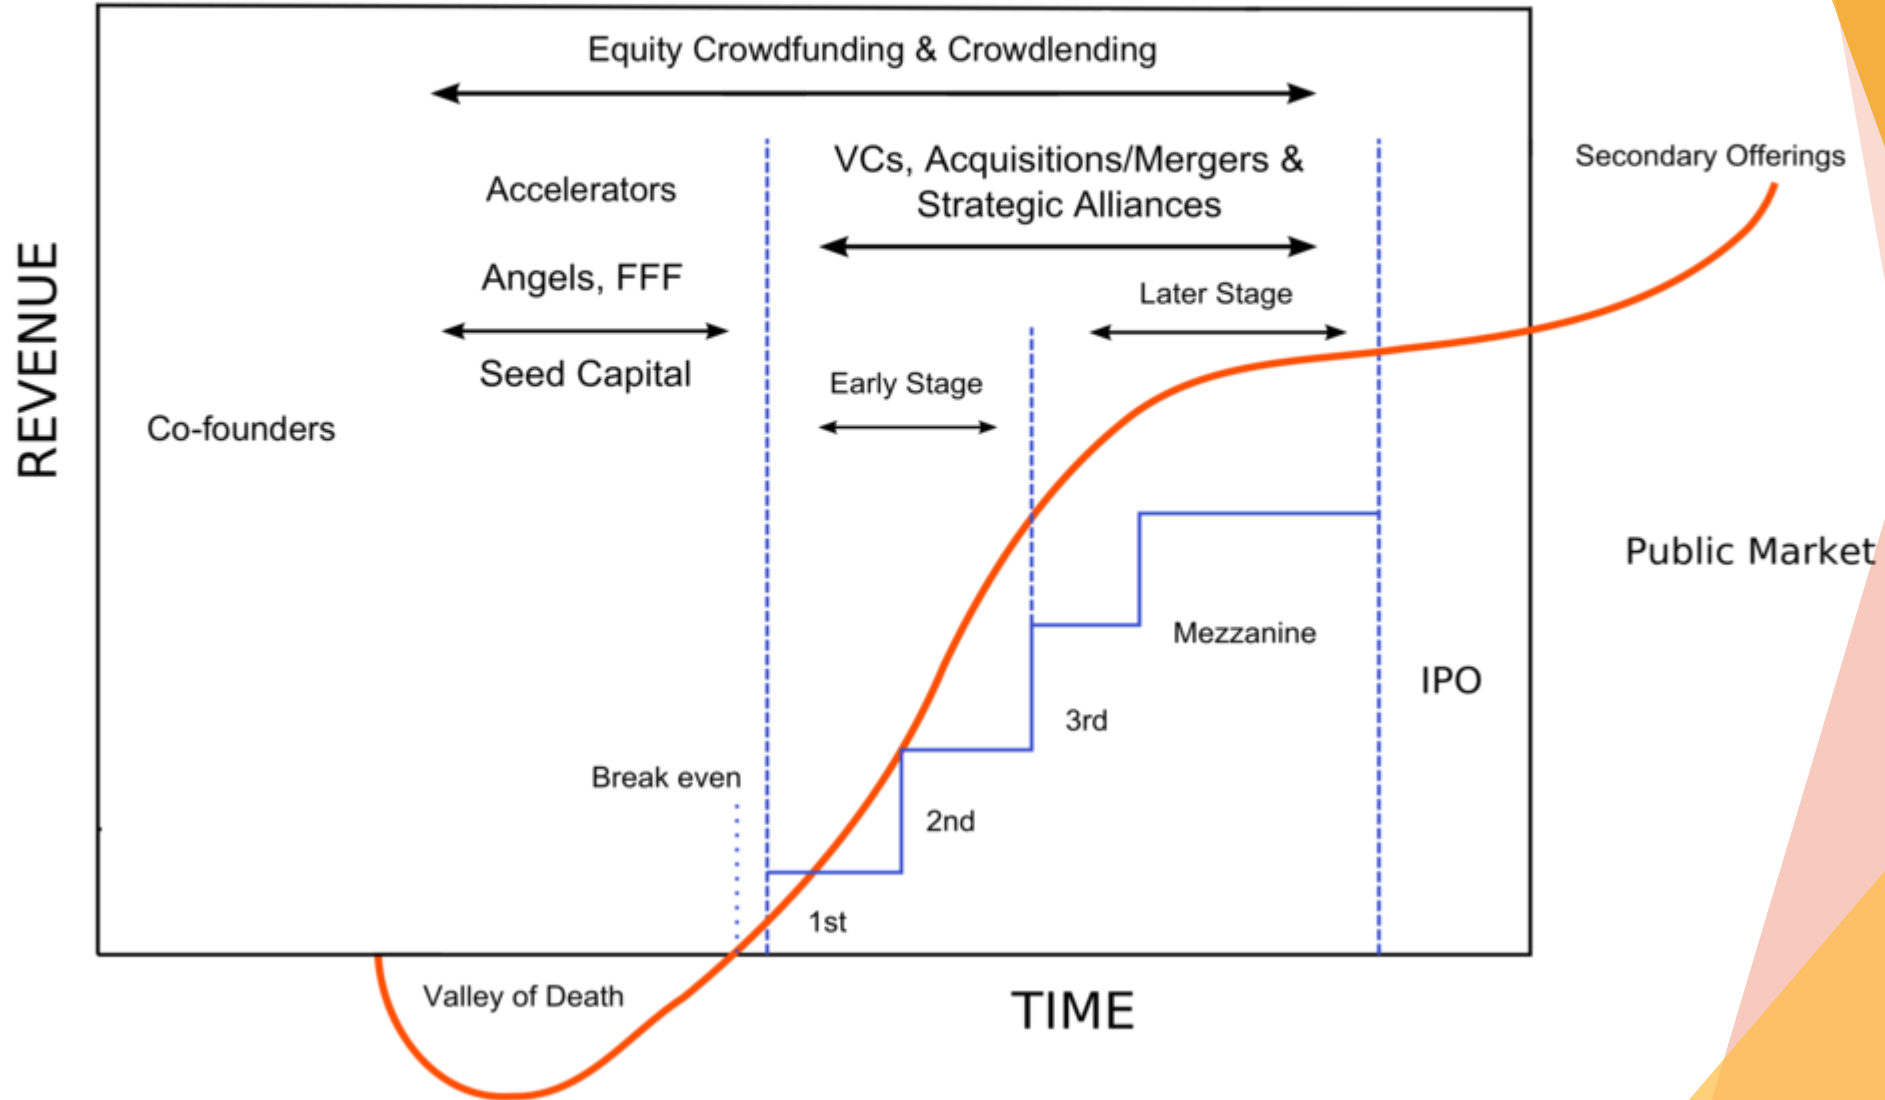 Equity Crowdfunding & Crowdlending
VCs, Acquisitions/Mergers &
Strategic Alliances
Secondary Offerings
Accelerators
Angels, FFF
Later Stage
Seed Capital
Early Stage
REVENUE
Co-founders
Public Market
Mezzanine
IPO
3rd
Break even
2nd
1st
Valley of Death
TIME